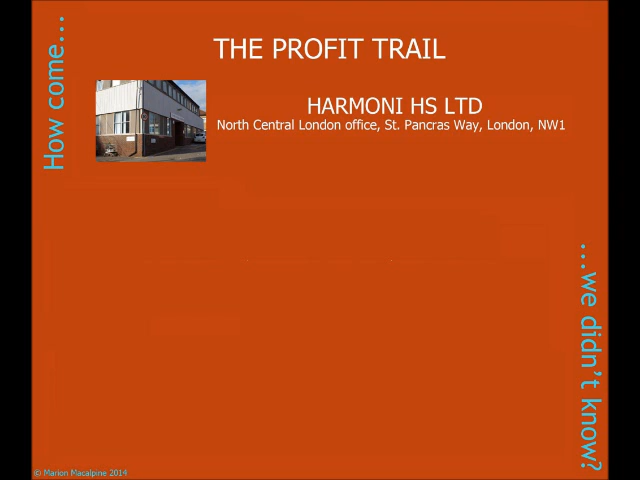 How come...
THE PROFIT TRAIL
HARMONI HS LTD
North Central London office, St. Pancras Way, London, NW1
...we didn't know?
© Marion Macalpine 2014